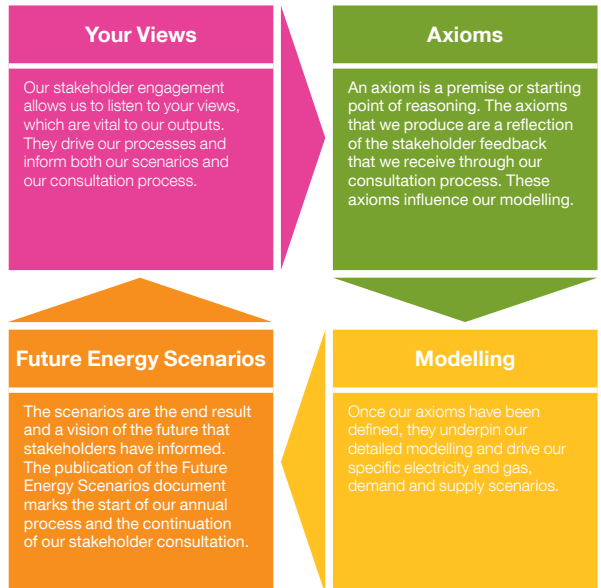 Your Views
Our stakeholder engagement
allows us to listen to your views,
which are vital to our outputs.
They drive our processes and
inform both our scenarios and
our consultation process.
Axioms
An axiom is a premise or starting
point of reasoning. The axioms
that we produce are a reflection
of the stakeholder feedback
that we receive through our
consultation process. These
axioms influence our modelling.
Future Energy Scenarios
The scenarios are the end result
and a vision of the future that
stakeholders have informed.
The publication of the Future
Energy Scenarios document
marks the start of our annual
process and the continuation
of our stakeholder consultation.
Modelling
Once our axioms have been
defined, they underpin our
detailed modelling and drive our
specific electricity and gas,
demand and supply scenarios.